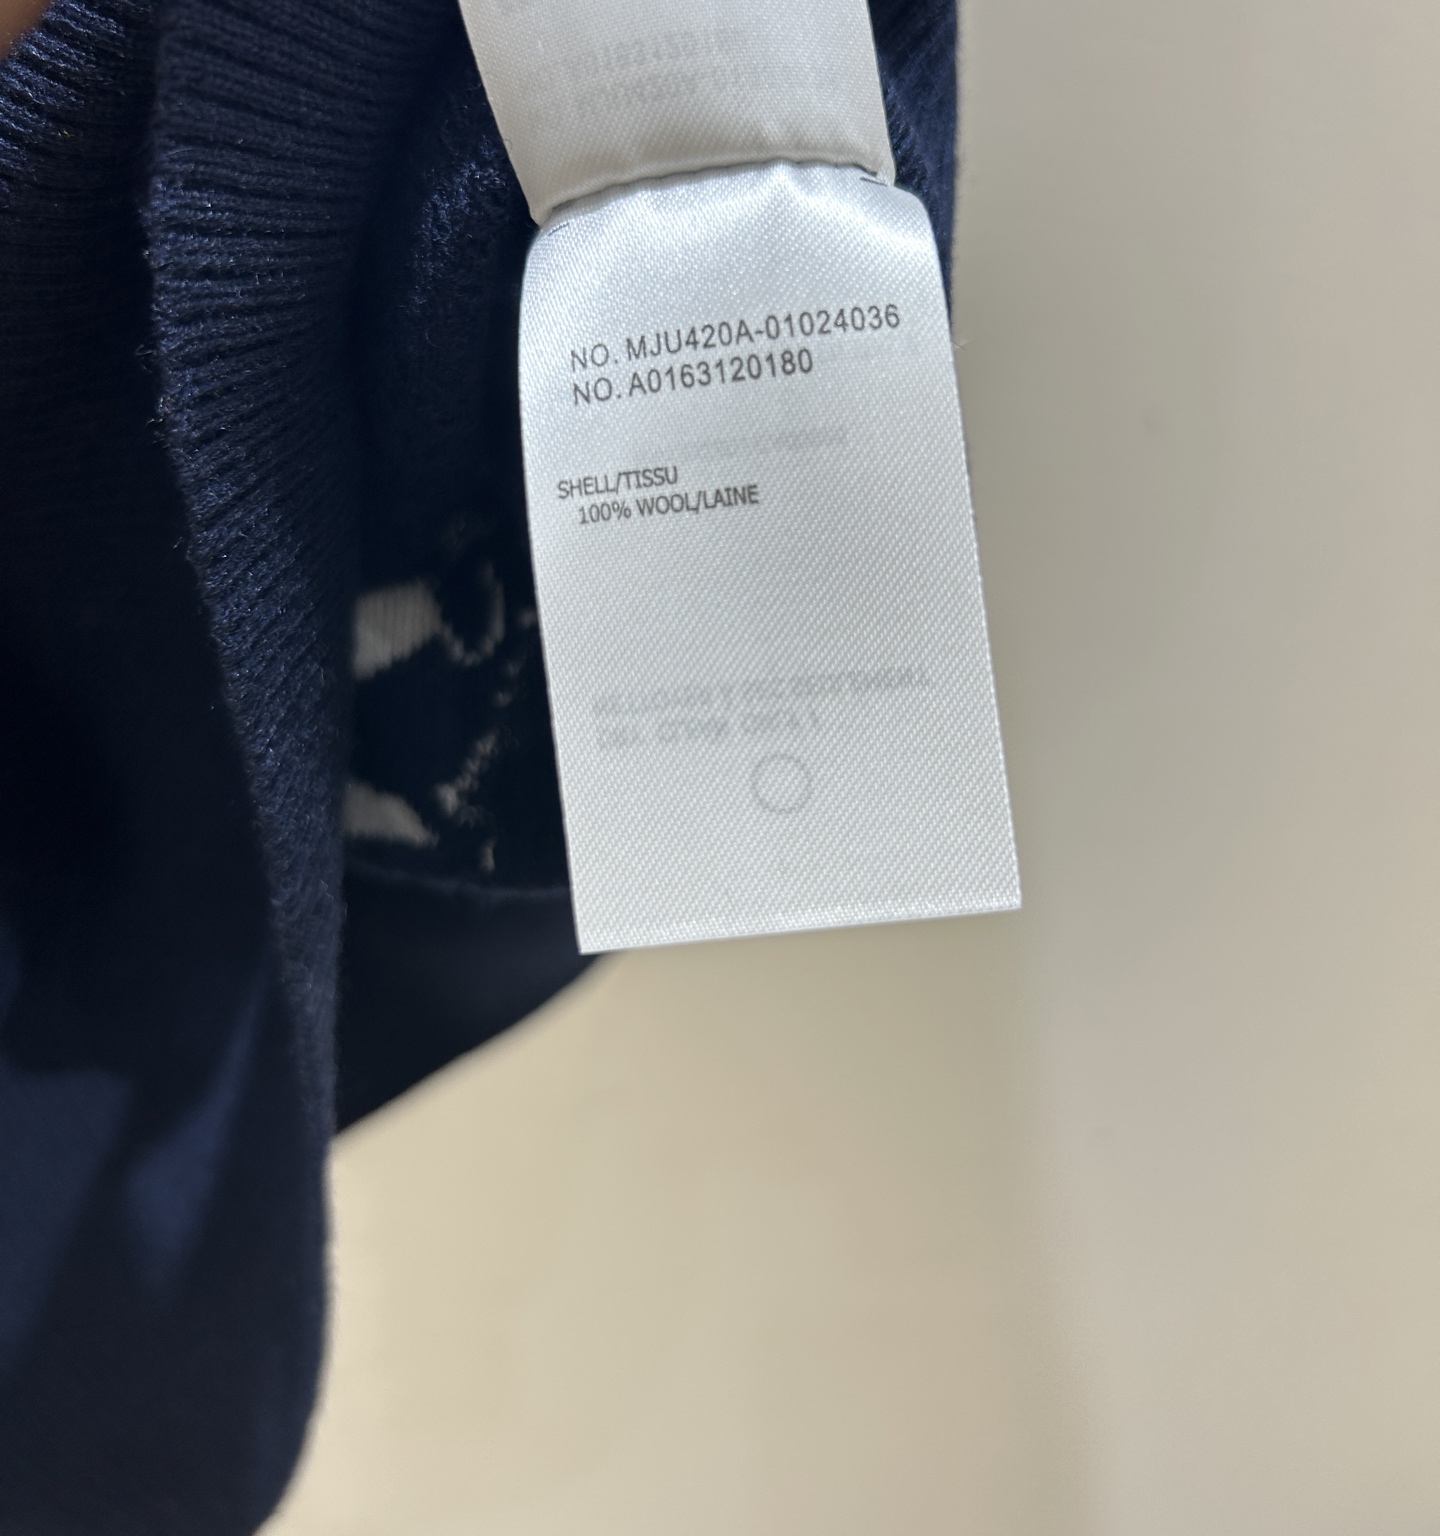 NO. MJU420A-01024036
NO. A0163120180
SHELL/TISSU
100% WOOL/LAINE